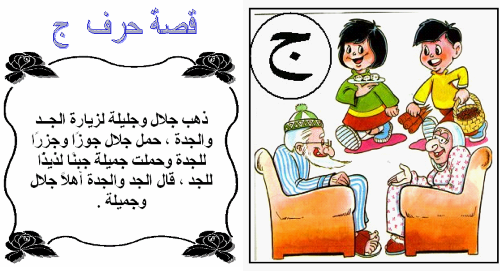 قصة حرف ج
ذهب جلال وجليلة لزيارة الجـد
والجدة ، حمل جلال جوزًا وجزرًا
للجدة وحملت جميلة جبنًا لذيذًا
للجد ، قال الجد والجدة أهلاً جلال
وجميلة .
ج